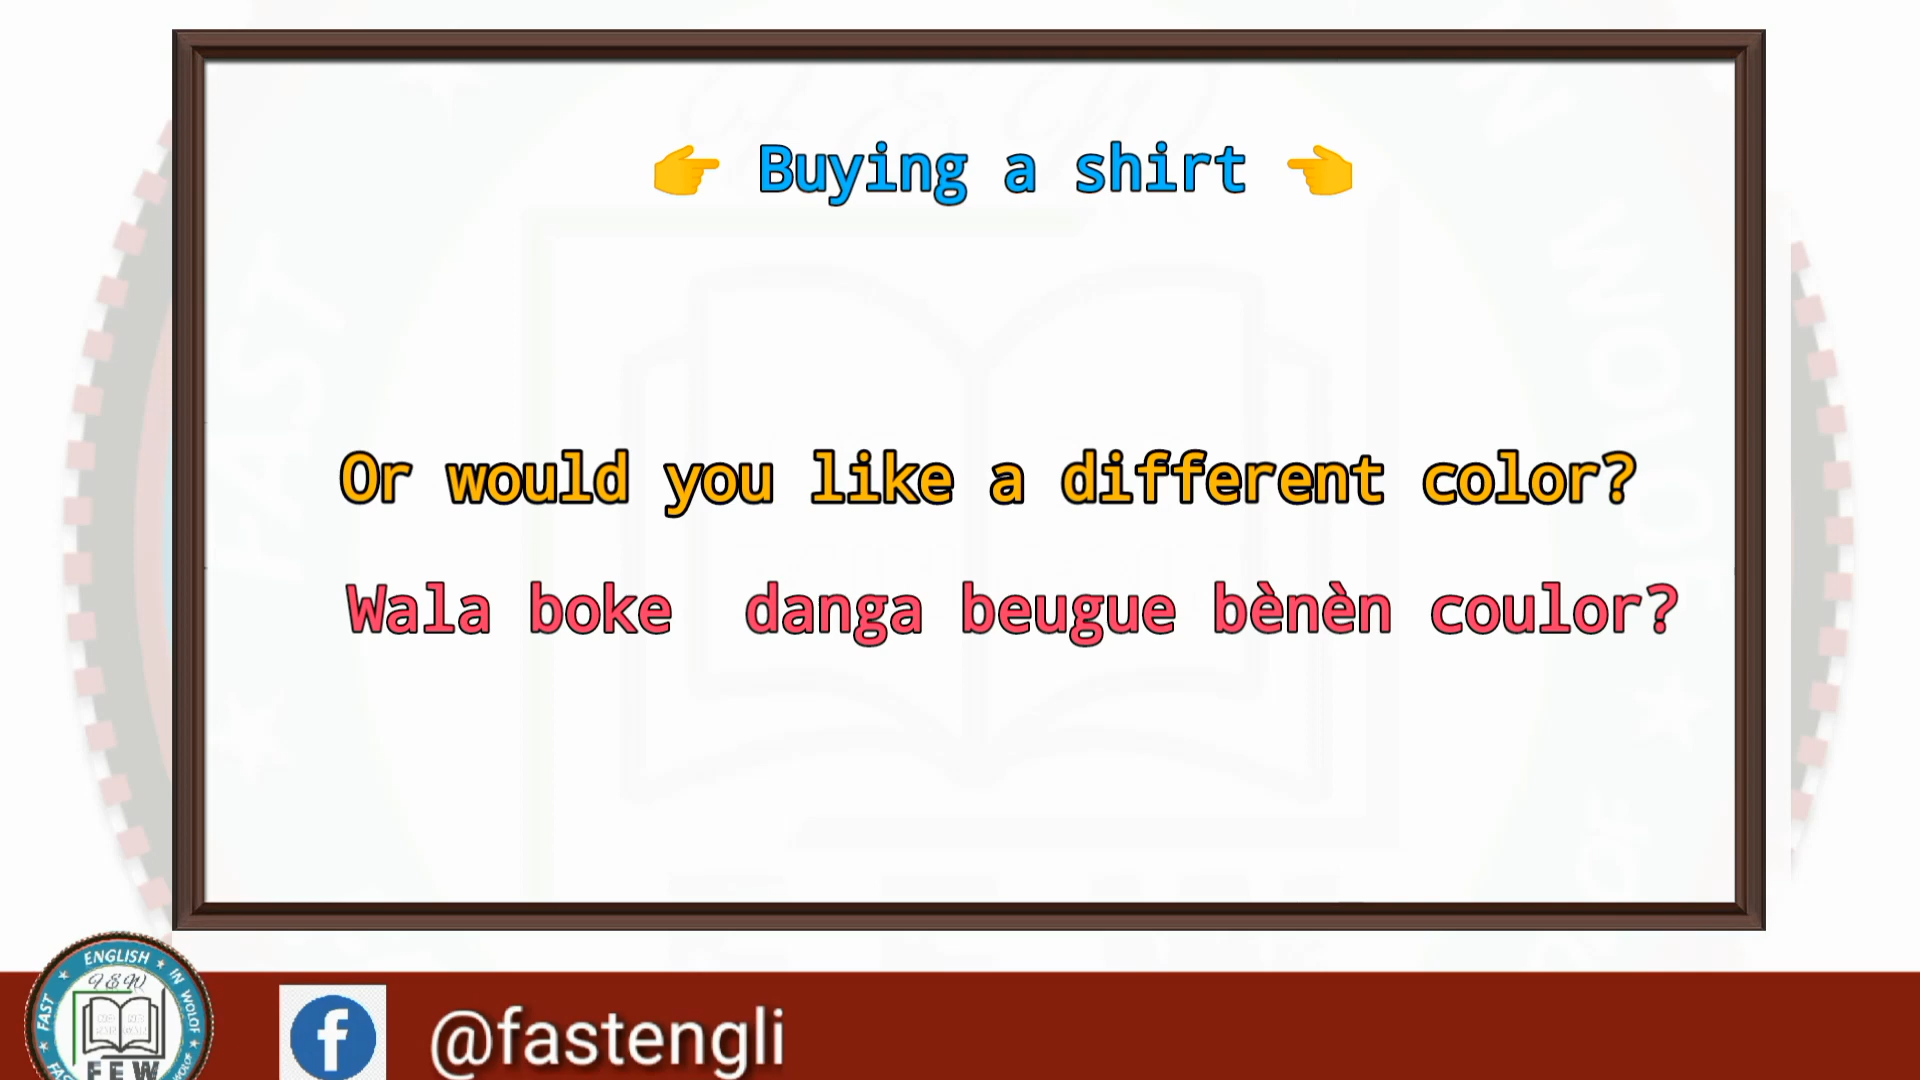 👉 Buying a shirt 👈
Or would you like a different color?
Wala boke danga beugue bènèn coulor?
ENGLISH ★ IN WOLOF
FAST
FEW
@fastengli